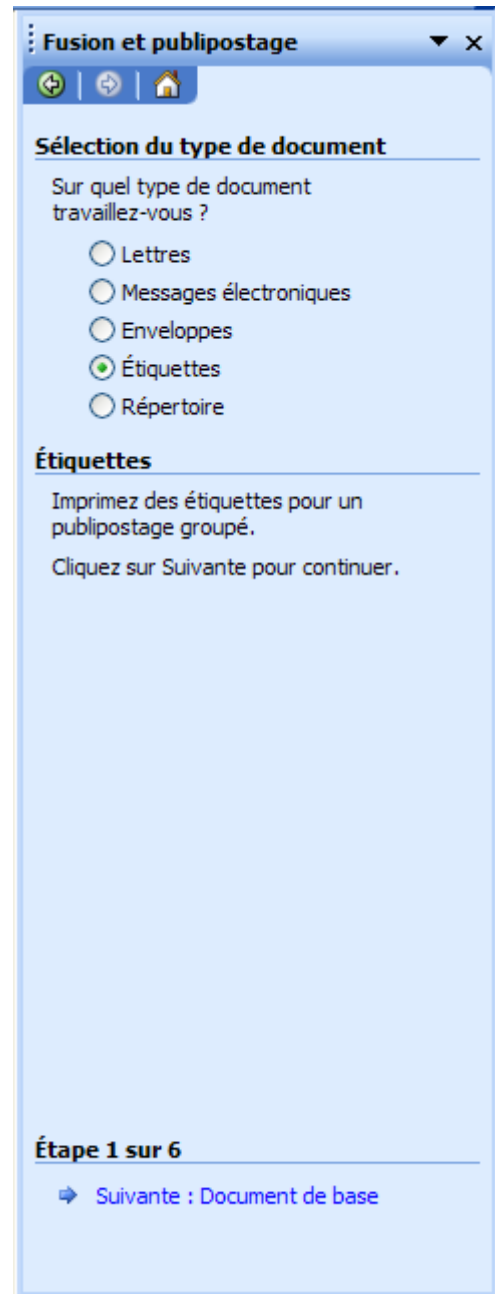 Fusion et publipostage
Sélection du type de document
Sur quel type de document
travaillez-vous ?
Lettres
Messages électroniques
Enveloppes
Étiquettes
Répertoire
Étiquettes
Imprimez des étiquettes pour un
publipostage groupé.
Cliquez sur Suivante pour continuer.
Étape 1 sur 6
Suivante : Document de base